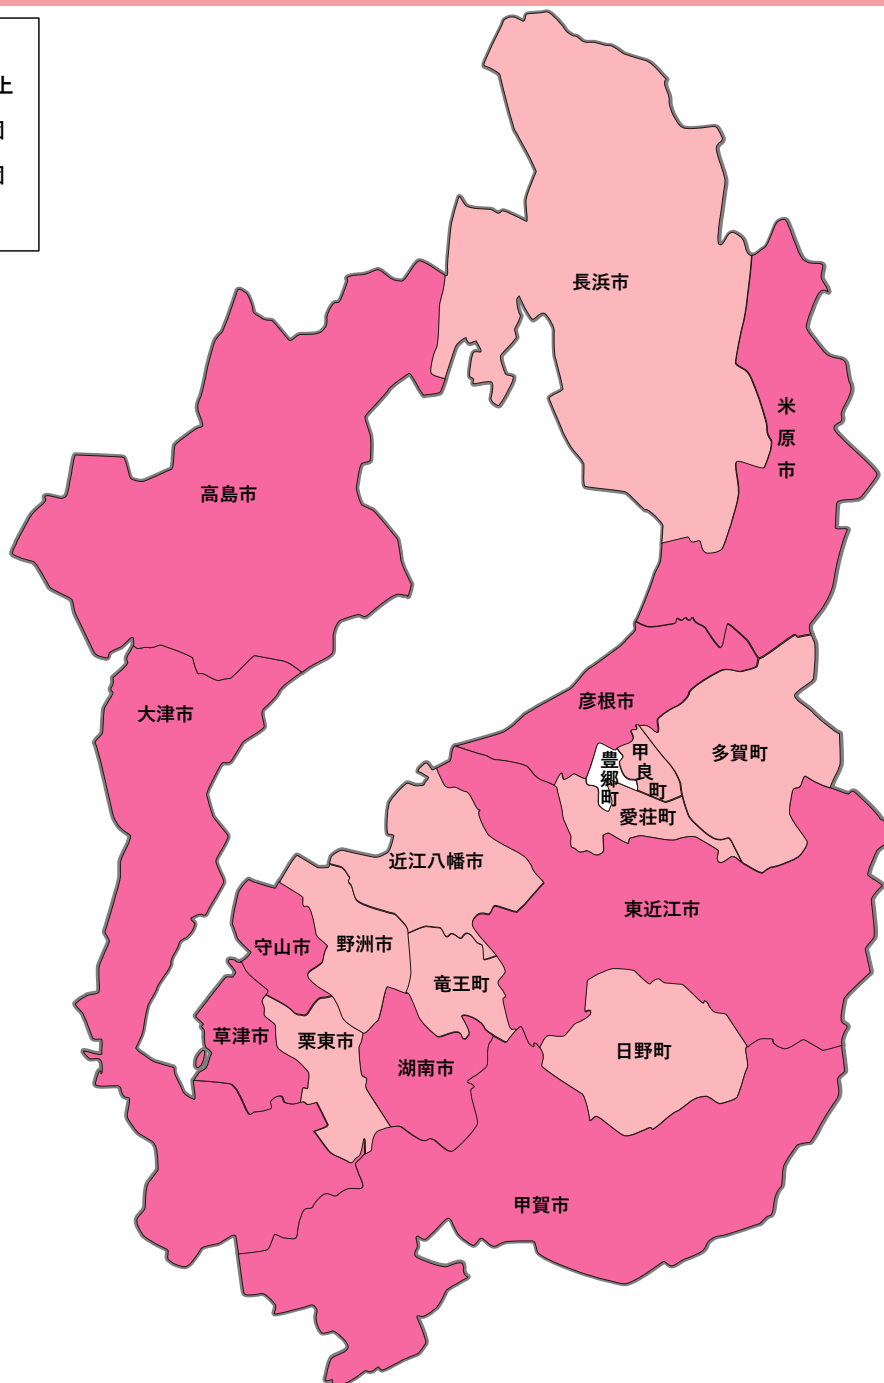 上
長浜市
米原市
高島市
彦根市
大津市
多賀町
甲良町
豊郷町
愛荘町
近江八幡市
東近江市
守山市
野洲市
竜王町
草津市
栗東市
日野町
湖南市
甲賀市